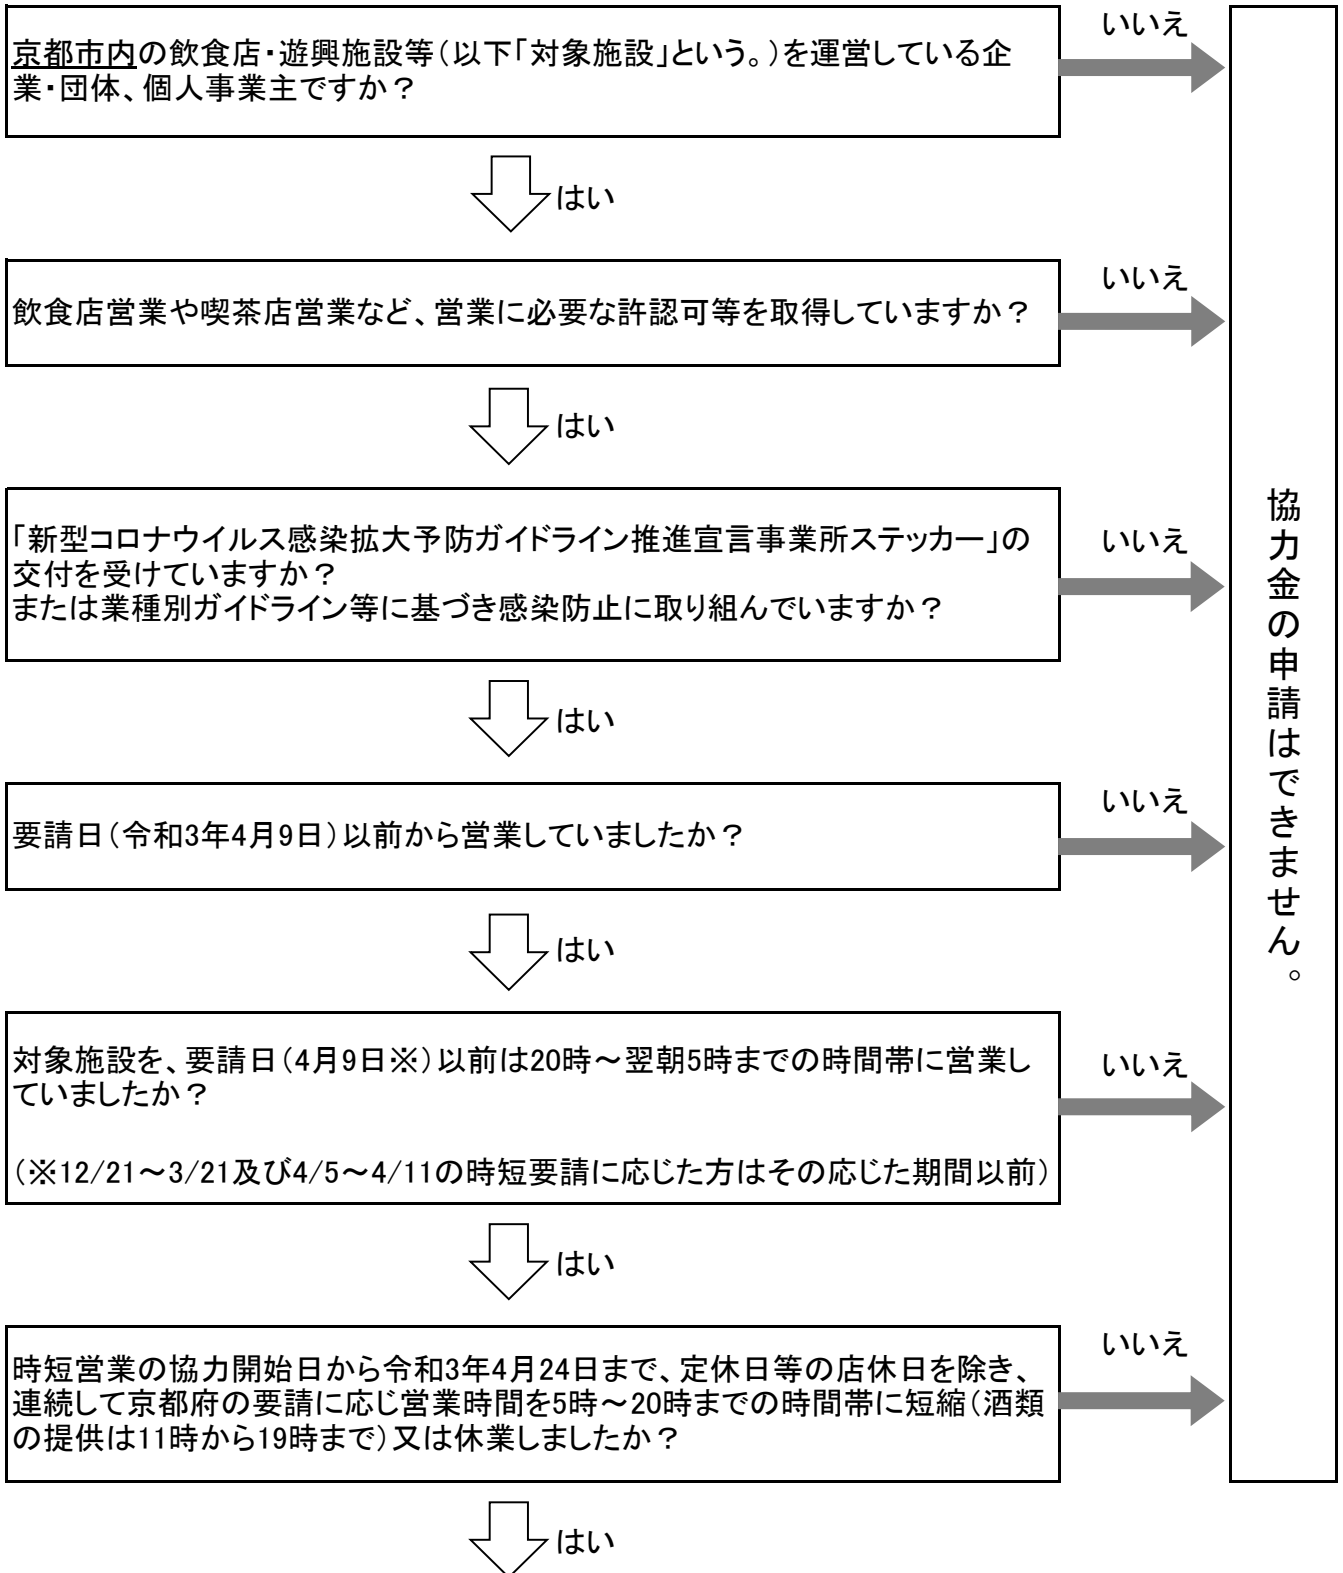 京都市内の飲食店・遊興施設等（以下「対象施設」という。）を運営している企
業・団体、個人事業主ですか？
いいえ
はい
飲食店営業や喫茶店営業など、営業に必要な許認可等を取得していますか？
いいえ
はい
「新型コロナウイルス感染拡大予防ガイドライン推進宣言事業所ステッカー」の
交付を受けていますか？
または業種別ガイドライン等に基づき感染防止に取り組んでいますか？
いいえ
はい
要請日（令和3年4月9日）以前から営業していましたか？
いいえ
はい
対象施設を、要請日（4月9日※）以前は20時～翌朝5時までの時間帯に営業し
ていましたか？
（※12/21～3/21及び4/5～4/11の時短要請に応じた方はその応じた期間以前）
いいえ
はい
時短営業の協力開始日から令和3年4月24日まで、定休日等の店休日を除き、
連続して京都府の要請に応じ営業時間を5時～20時までの時間帯に短縮（酒類
の提供は11時から19時まで）又は休業しましたか？
いいえ
はい
協力金の申請はできません。